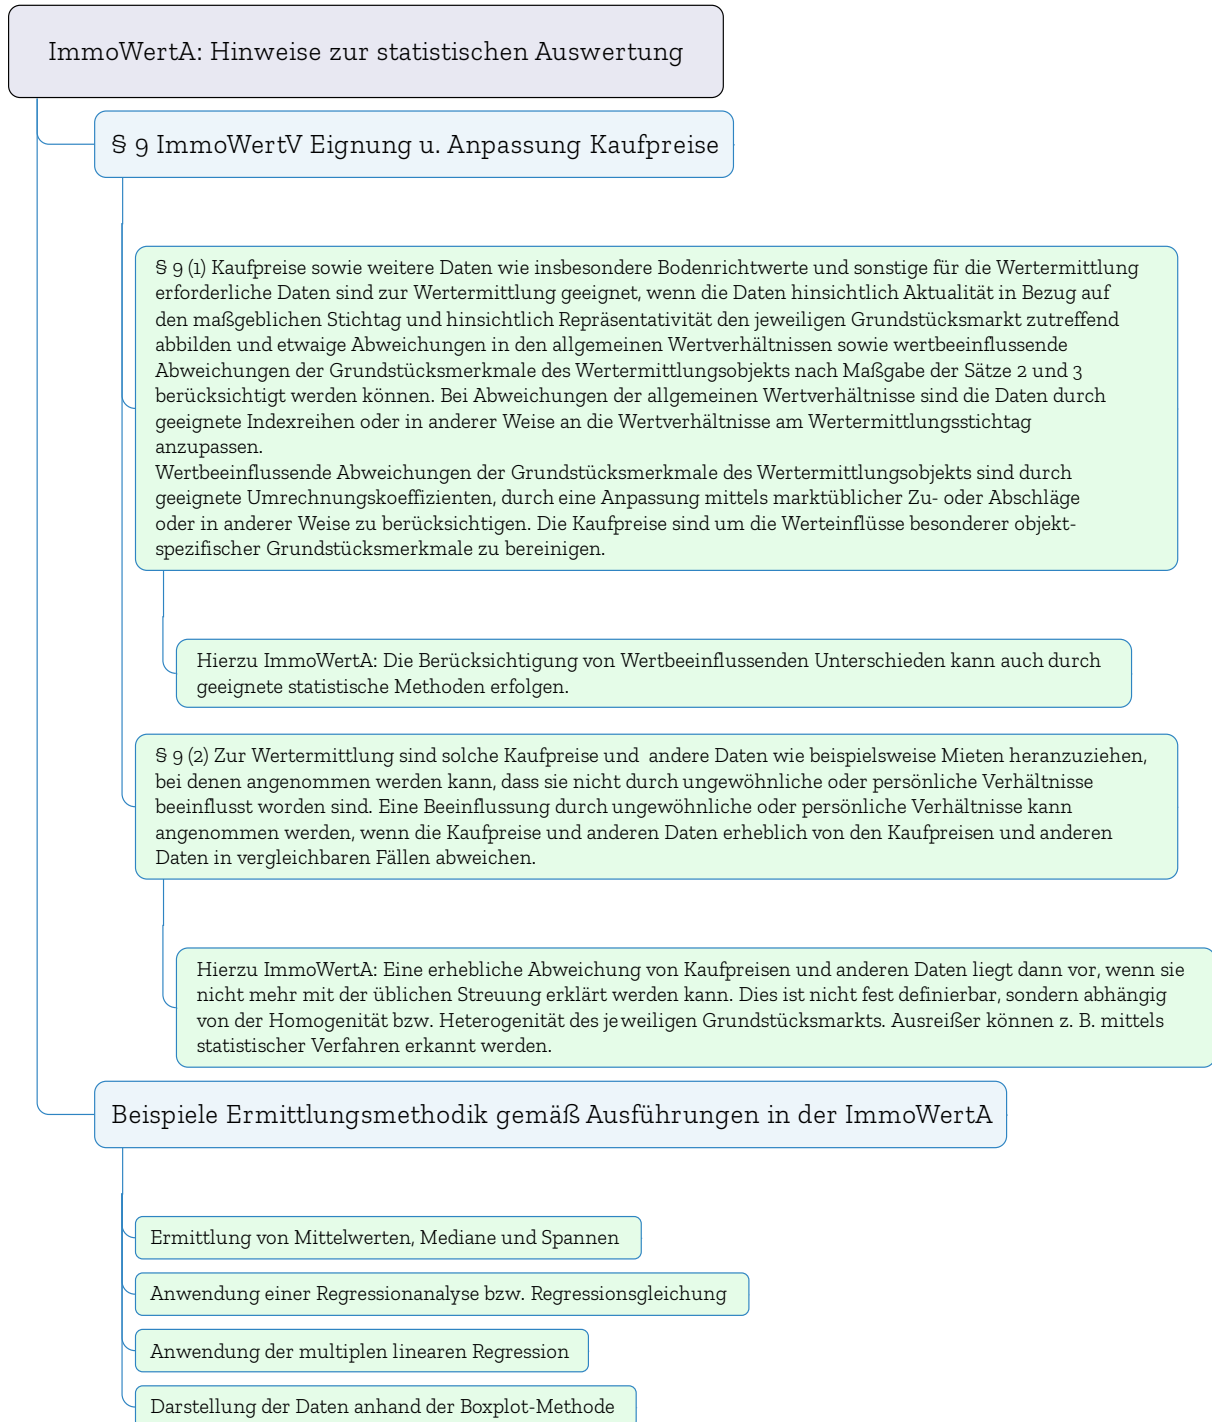 ImmoWertA: Hinweise zur statistischen Auswertung
§ 9 ImmoWertV Eignung u. Anpassung Kaufpreise
§ 9 (1) Kaufpreise sowie weitere Daten wie insbesondere Bodenrichtwerte und sonstige für die Wertermittlung
erforderliche Daten sind zur Wertermittlung geeignet, wenn die Daten hinsichtlich Aktualität in Bezug auf
den maßgeblichen Stichtag und hinsichtlich Repräsentativität den jeweiligen Grundstücksmarkt zutreffend
abbilden und etwaige Abweichungen in den allgemeinen Wertverhältnissen sowie wertbeeinflussende
Abweichungen der Grundstücksmerkmale des Wertermittlungsobjekts nach Maßgabe der Sätze 2 und 3
berücksichtigt werden können. Bei Abweichungen der allgemeinen Wertverhältnisse sind die Daten durch
geeignete Indexreihen oder in anderer Weise an die Wertverhältnisse am Wertermittlungsstichtag
anzupassen.
Wertbeeinflussende Abweichungen der Grundstücksmerkmale des Wertermittlungsobjekts sind durch
geeignete Umrechnungskoeffizienten, durch eine Anpassung mittels marktüblicher Zu- oder Abschläge
oder in anderer Weise zu berücksichtigen. Die Kaufpreise sind um die Werteinflüsse besonderer objekt-
spezifischer Grundstücksmerkmale zu bereinigen.
Hierzu ImmoWertA: Die Berücksichtigung von Wertbeeinflussenden Unterschieden kann auch durch
geeignete statistische Methoden erfolgen.
§ 9 (2) Zur Wertermittlung sind solche Kaufpreise und andere Daten wie beispielsweise Mieten heranzuziehen,
bei denen angenommen werden kann, dass sie nicht durch ungewöhnliche oder persönliche Verhältnisse
beeinflusst worden sind. Eine Beeinflussung durch ungewöhnliche oder persönliche Verhältnisse kann
angenommen werden, wenn die Kaufpreise und anderen Daten erheblich von den Kaufpreisen und anderen
Daten in vergleichbaren Fällen abweichen.
Hierzu ImmoWertA: Eine erhebliche Abweichung von Kaufpreisen und anderen Daten liegt dann vor, wenn sie
nicht mehr mit der üblichen Streuung erklärt werden kann. Dies ist nicht fest definierbar, sondern abhängig
von der Homogenität bzw. Heterogenität des jeweiligen Grundstücksmarkts. Ausreißer können z. B. mittels
statistischer Verfahren erkannt werden.
Beispiele Ermittlungsmethodik gemäß Ausführungen in der ImmoWertA
Ermittlung von Mittelwerten, Mediane und Spannen
Anwendung einer Regressionanalyse bzw. Regressionsgleichung
Anwendung der multiplen linearen Regression
Darstellung der Daten anhand der Boxplot-Methode